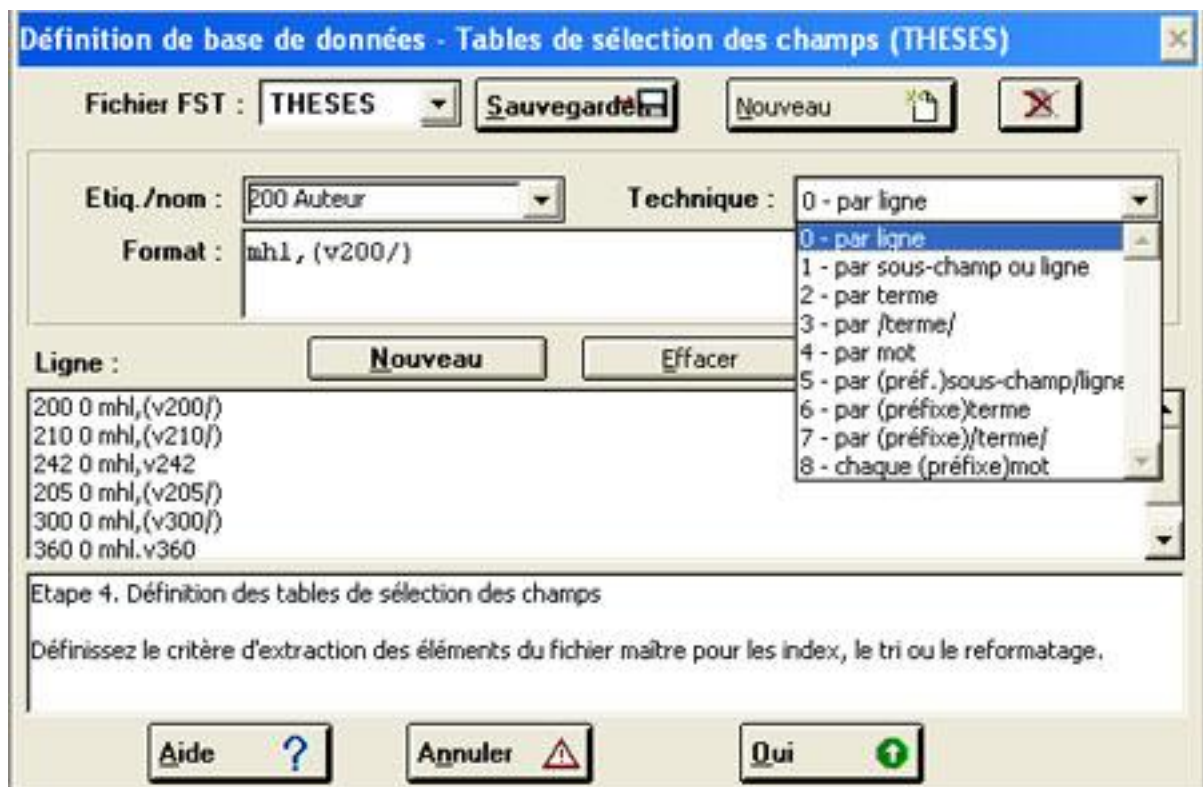 Définition de base de données - Tables de sélection des champs (THESES)
Fichier FST : THESES Sauvegarde Nouveau
Etiq./nom : 200 Auteur Technique : 0 - par ligne
Format : mhl,(v200/)
0 - par ligne
1 - par sous-champ ou ligne
2 - par terme
3 - par /terme/
4 - par mot
5 - par (préf.)sous-champ/ligne
6 - par (préfixe)terme
7 - par (préfixe)/terme/
8 - chaque (préfixe)mot
Ligne : Nouveau Effacer
200 0 mhl,(v200/)
210 0 mhl,(v210/)
242 0 mhl,v242
205 0 mhl,(v205/)
300 0 mhl,(v300/)
360 0 mhl.v360
Etape 4. Définition des tables de sélection des champs
Définissez le critère d'extraction des éléments du fichier maître pour les index, le tri ou le reformatage.
Aide ? Annuler Oui